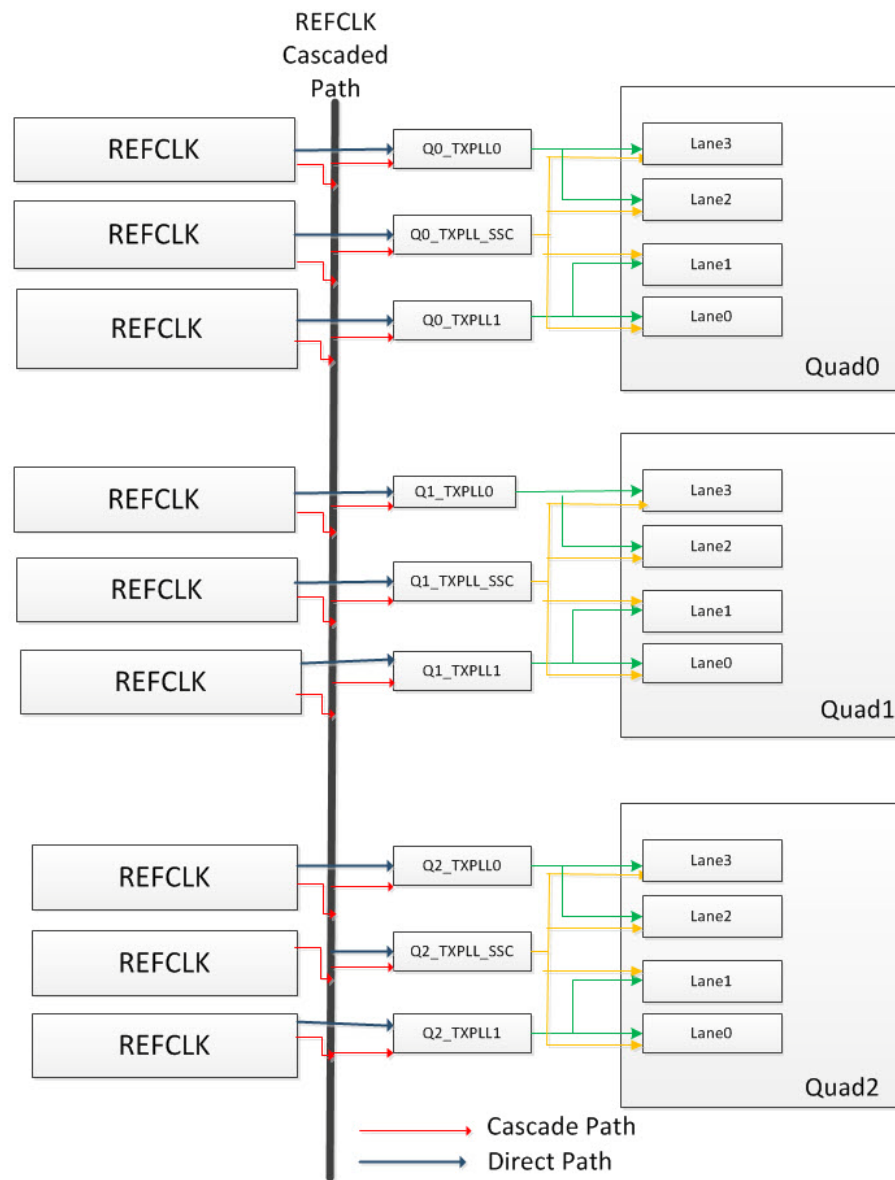 REFCLK
Cascaded
Path
REFCLK
Q0_TXPLL0
Lane3
Lane2
REFCLK
Q0_TXPLL_SSC
Lane1
REFCLK
Q0_TXPLL1
Lane0
Quad0
REFCLK
Q1_TXPLL0
Lane3
Lane2
REFCLK
Q1_TXPLL_SSC
Lane1
REFCLK
Q1_TXPLL1
Lane0
Quad1
REFCLK
Q2_TXPLL0
Lane3
Lane2
REFCLK
Q2_TXPLL_SSC
Lane1
REFCLK
Q2_TXPLL1
Lane0
Quad2
Cascade Path
Direct Path